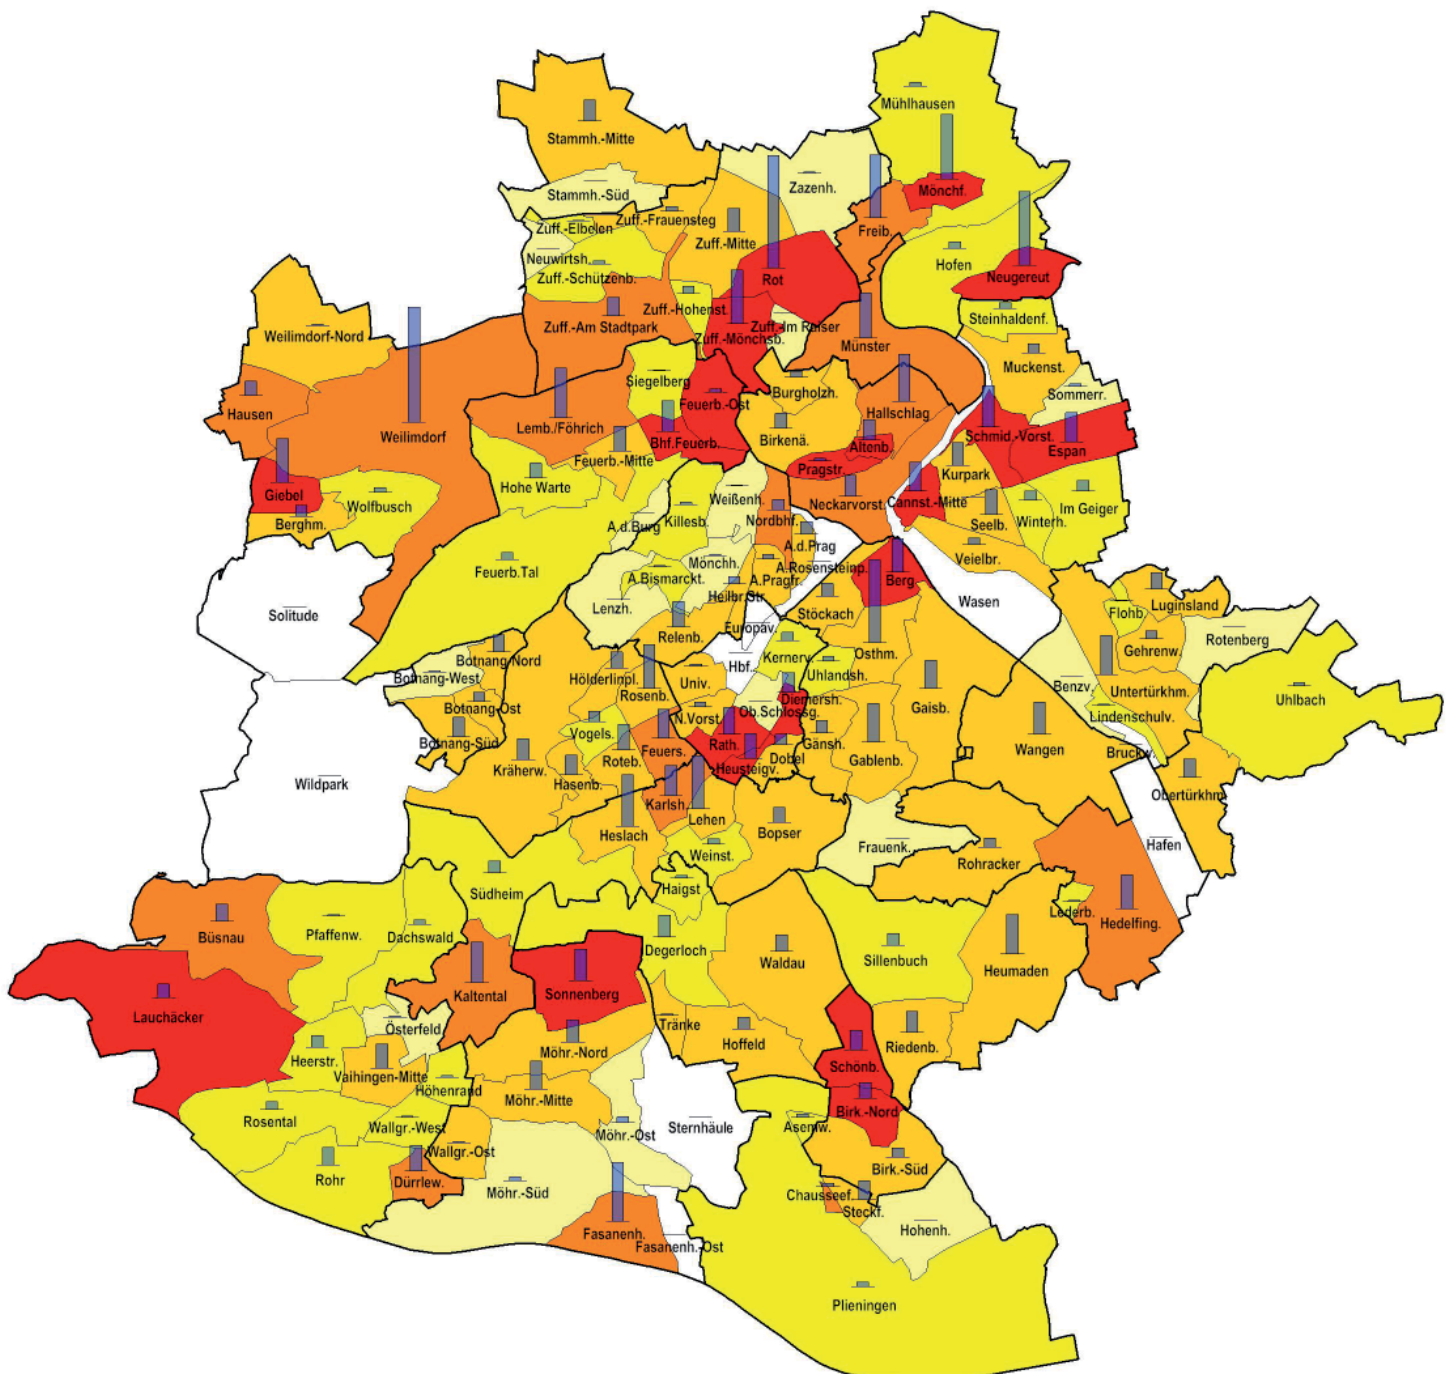 Mühlhausen
Stammh.-Mitte
Zazenh.
Mönchf.
Stammh.-Süd
Zuff.-Frauensteg
Zuff.-Elbelen
Freib.
Zuff.-Mitte
Neuwirtsh.
Hofen
Zuff.-Schützenb.
Rot
Neugereut
Zuff.-Hohenst.
Steinhaldenf.
Zuff.-Am Stadtpark
Zuff.-Im Raiser
Weilimdorf-Nord
Zuff.-Mönchsb.
Münster
Muckenst.
Siegelberg
Burgholzh.
Sommerr.
Feuerb.-Ost
Hausen
Hallschlag
Lemb./Föhrich
Weilimdorf
Schmid.-Vorst.
Bhf.Feuerb.
Birkenä.
Altenb.
Espan
Feuerb.-Mitte
Pragstr.
Kurpark
Hohe Warte
Giebel
Weißenh.
Neckarvorst.
Cannst.-Mitte
Wolfbusch
Im Geiger
Berghm.
A.d.Burg
Killesb.
Nordbhf.
Seelb.
Winterh.
A.d.Prag
Veielbr.
Mönchh.
A.Rosensteinp.
Feuerb.Tal
A.Bismarckt.
A.Pragfr.
Berg
Heilbr.Str.
Wasen
Luginsland
Lenzh.
Flohb.
Solitude
Stöckach
Europav.
Relenb.
Rotenberg
Kernerv.
Osthm.
Gehrenw.
Botnang-Nord
Hbf.
Botnang-West
Hölderlinpl.
Univ.
Uhlandsh.
Benzv.
Untertürkhm.
Rosenb.
Diemersh.
Uhlbach
Botnang-Ost
Ob.Schlossg.
Gaisb.
N.Vorst.
Lindenschulv.
Vogels.
Botnang-Süd
Feuers.
Rath.
Wangen
Bruckw.
Kräherw.
Roteb.
Gänsh.
Dobel
Gablenb.
Heusteigv.
Wildpark
Hasenb.
Obertürkhm.
Karlsh.
Lehen
Heslach
Bopser
Frauenk.
Hafen
Weinst.
Rohracker
Südheim
Haigst
Lederb.
Hedelfing.
Pfaffenw.
Büsnau
Dachswald
Degerloch
Sillenbuch
Waldau
Heumaden
Kaltental
Sonnenberg
Lauchäcker
Österfeld
Tränke
Hoffeld
Riedenb.
Möhr.-Nord
Heerstr.
Schönb.
Vaihingen-Mitte
Höhenrand
Möhr.-Mitte
Birk.-Nord
Rosental
Wallgr.-West
Sternhäule
Asemw.
Möhr.-Ost
Wallgr.-Ost
Birk.-Süd
Rohr
Dürrlew.
Möhr.-Süd
Chausseef.
Steckf.
Hohenh.
Fasanenh.
Fasanenh.-Ost
Plieningen